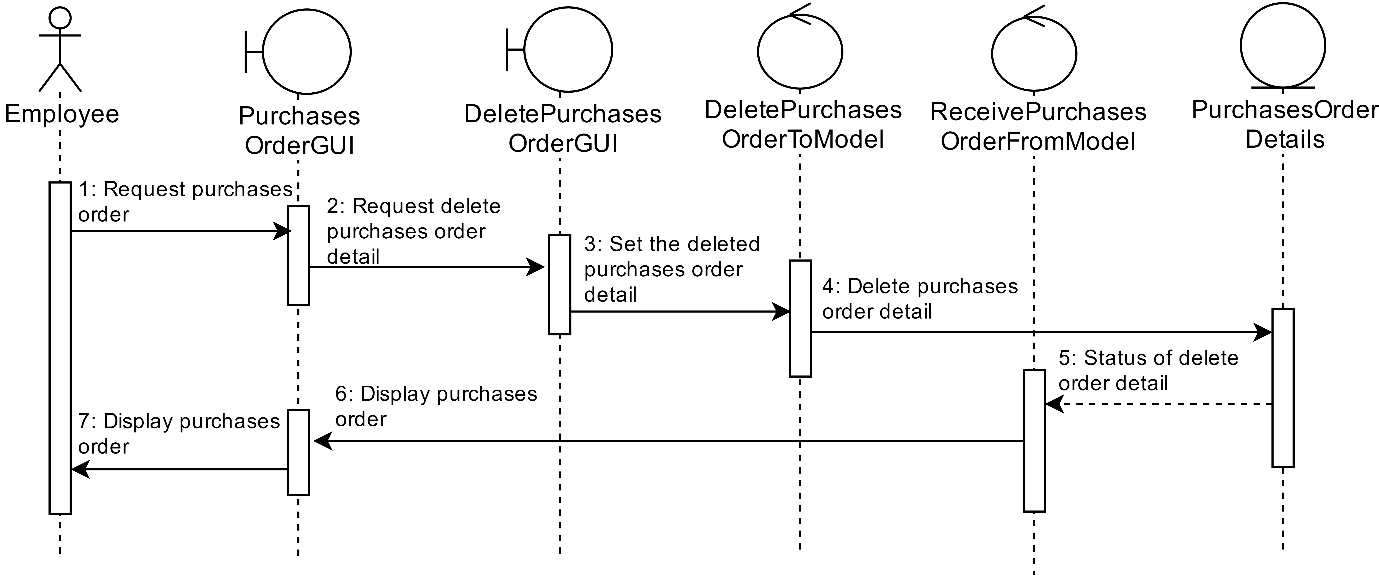 Employee
Purchases
OrderGUI
DeletePurchases
OrderGUI
DeletePurchases
OrderToModel
ReceivePurchases
OrderFromModel
PurchasesOrder
Details
1: Request purchases
order
2: Request delete
purchases order
detail
3: Set the deleted
purchases order
detail
4: Delete purchases
order detail
5: Status of delete
order detail
6: Display purchases
order
7: Display purchases
order